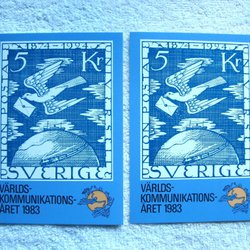 1874-1924
5 Kr
SVERIGE
VÄRLDS-
KOMMUNIKATIONS-
ÅRET 1983
1874-1924
5 Kr
SVERIGE
VÄRLDS-
KOMMUNIKATIONS-
ÅRET 1983